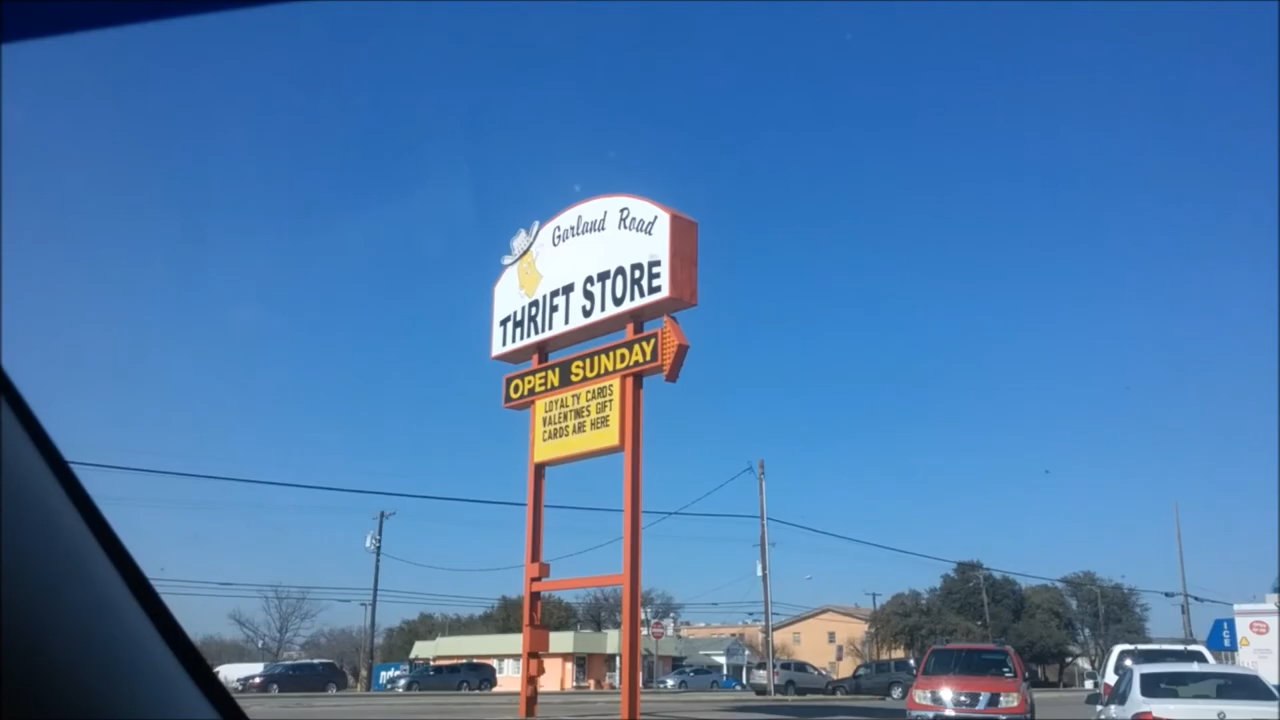 Garland Road
THRIFT STORE
OPEN SUNDAY
LOYALTY CARDS
VALENTINES GIFT
CARDS ARE HERE
ICE